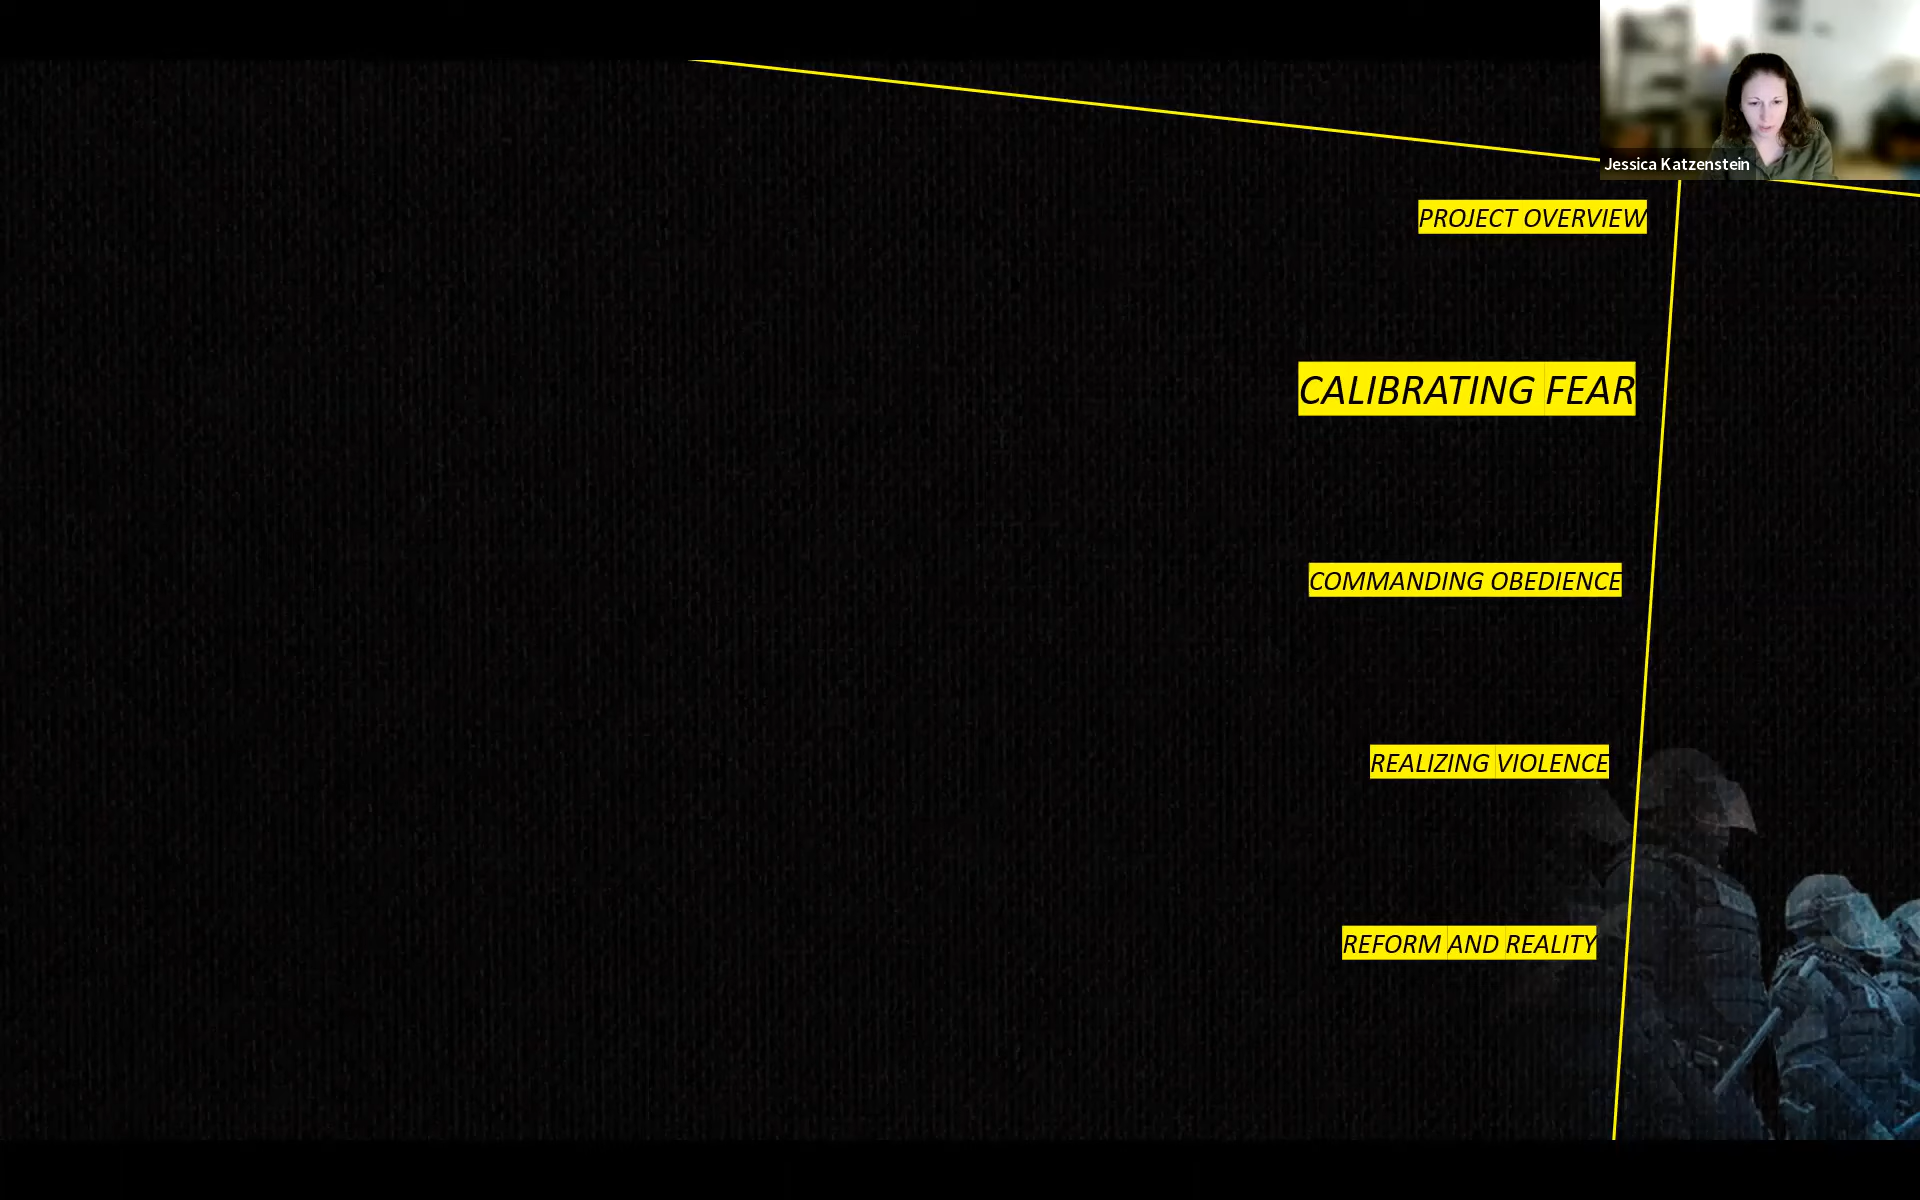 Jessica Katzenstein
PROJECT OVERVIEW
CALIBRATING FEAR
COMMANDING OBEDIENCE
REALIZING VIOLENCE
REFORM AND REALITY